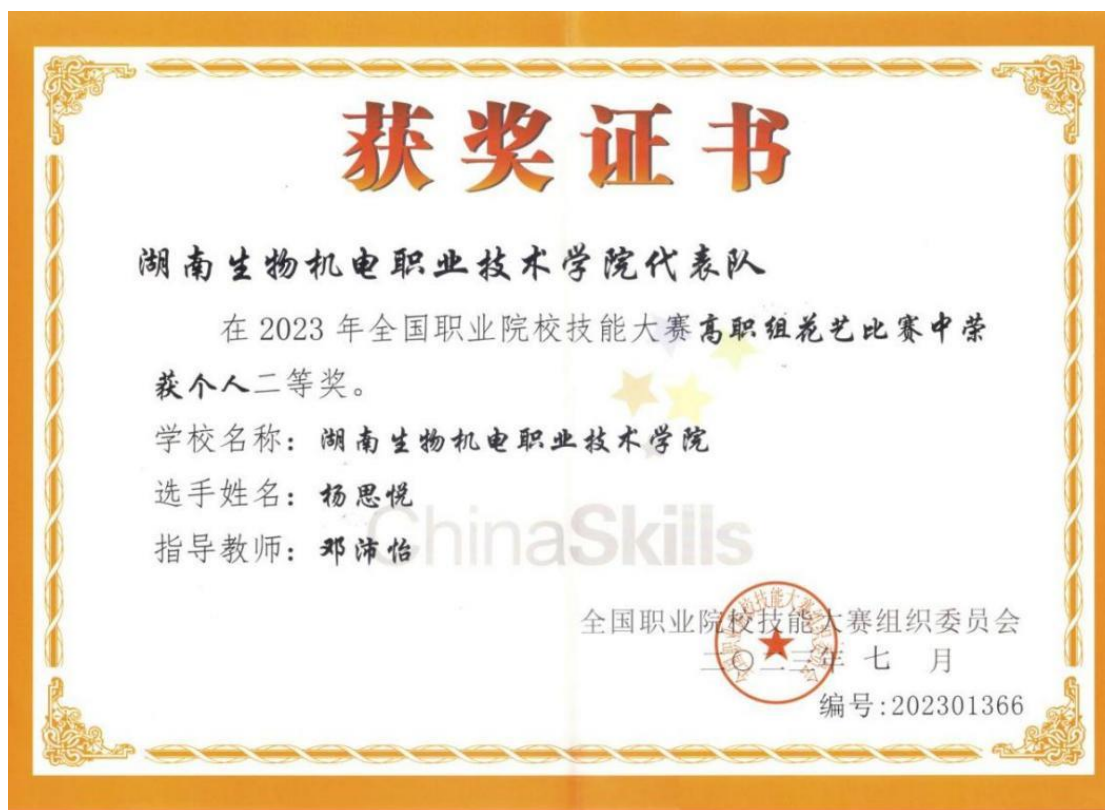 获奖证书
湖南生物机电职业技术学院代表队
在 2023 年全国职业院校技能大赛高职组花艺比赛中荣
获个人二等奖。
学校名称：湖南生物机电职业技术学院
选手姓名：杨思悦
指导教师：邓沛怡
ChinaSkills
全国职业院校技能大赛组织委员会
二〇二三年 七 月
编号:202301366